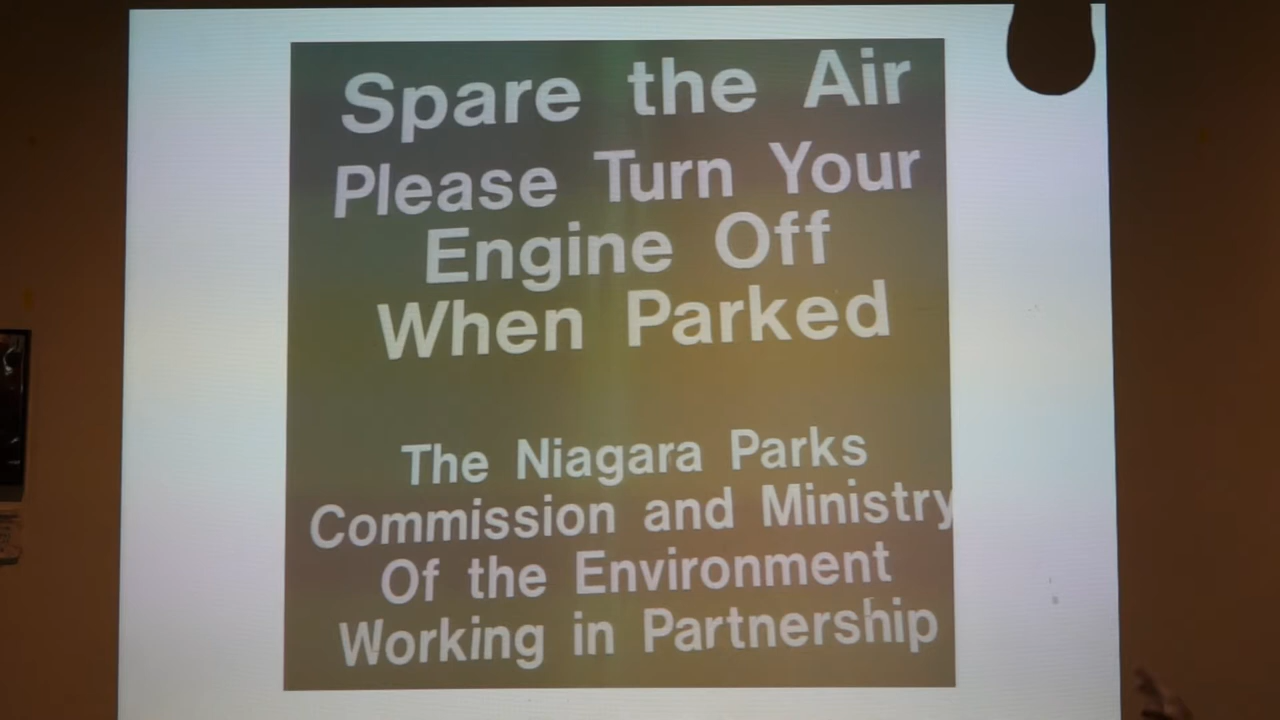 Spare the Air
Please Turn Your
Engine Off
When Parked
The Niagara Parks
Commission and Ministry
Of the Environment
Working in Partnership